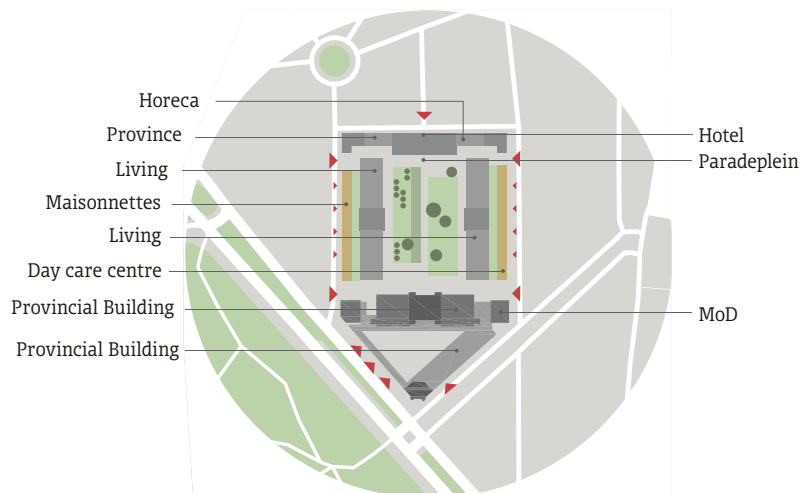 Horeca
Province
Living
Maisonnettes
Living
Day care centre
Provincial Building
Provincial Building
Hotel
Paradeplein
MoD